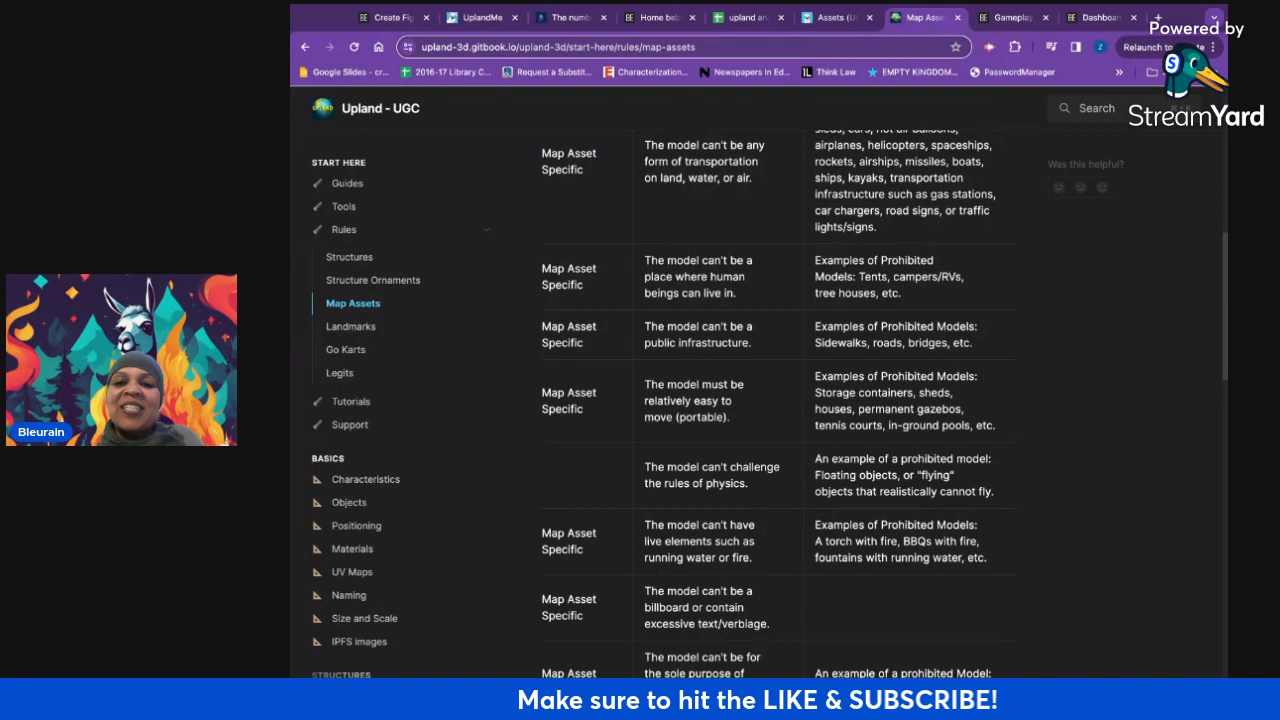 Create Fig
UplandMe
The numb
Home beb
upland an
Assets (U
Map Asse
Gameplay
Dashboar
Powered by
StreamYard
upland-3d.gitbook.io/upland-3d/start-here/rules/map-assets
Relaunch to
Google Slides - cr...
2016-17 Library C...
Request a Substit...
Characterization...
Newspapers In Ed...
Think Law
EMPTY KINGDOM...
PasswordManager
Upland - UGC
Search
START HERE
Guides
Tools
Rules
Structures
Structure Ornaments
Map Assets
Landmarks
Go Karts
Legits
Tutorials
Support
BASICS
Characteristics
Objects
Positioning
Materials
UV Maps
Naming
Size and Scale
IPFS images
STRUCTURES
Map Asset
Specific
The model can't be any
form of transportation
on land, water, or air.
sleds, cars, hot air balloons,
airplanes, helicopters, spaceships,
rockets, airships, missiles, boats,
ships, kayaks, transportation
infrastructure such as gas stations,
car chargers, road signs, or traffic
lights/signs.
Map Asset
Specific
The model can't be a
place where human
beings can live in.
Examples of Prohibited
Models: Tents, campers/RVs,
tree houses, etc.
Map Asset
Specific
The model can't be a
public infrastructure.
Examples of Prohibited Models:
Sidewalks, roads, bridges, etc.
Map Asset
Specific
The model must be
relatively easy to
move (portable).
Examples of Prohibited Models:
Storage containers, sheds,
houses, permanent gazebos,
tennis courts, in-ground pools, etc.
The model can't challenge
the rules of physics.
An example of a prohibited model:
Floating objects, or "flying"
objects that realistically cannot fly.
Map Asset
Specific
The model can't have
live elements such as
running water or fire.
Examples of Prohibited Models:
A torch with fire, BBQs with fire,
fountains with running water, etc.
Map Asset
Specific
The model can't be a
billboard or contain
excessive text/verbiage.
Map Asset
The model can't be for
the sole purpose of
An example of a prohibited Model:
Was this helpful?
Bleurain
Make sure to hit the LIKE & SUBSCRIBE!